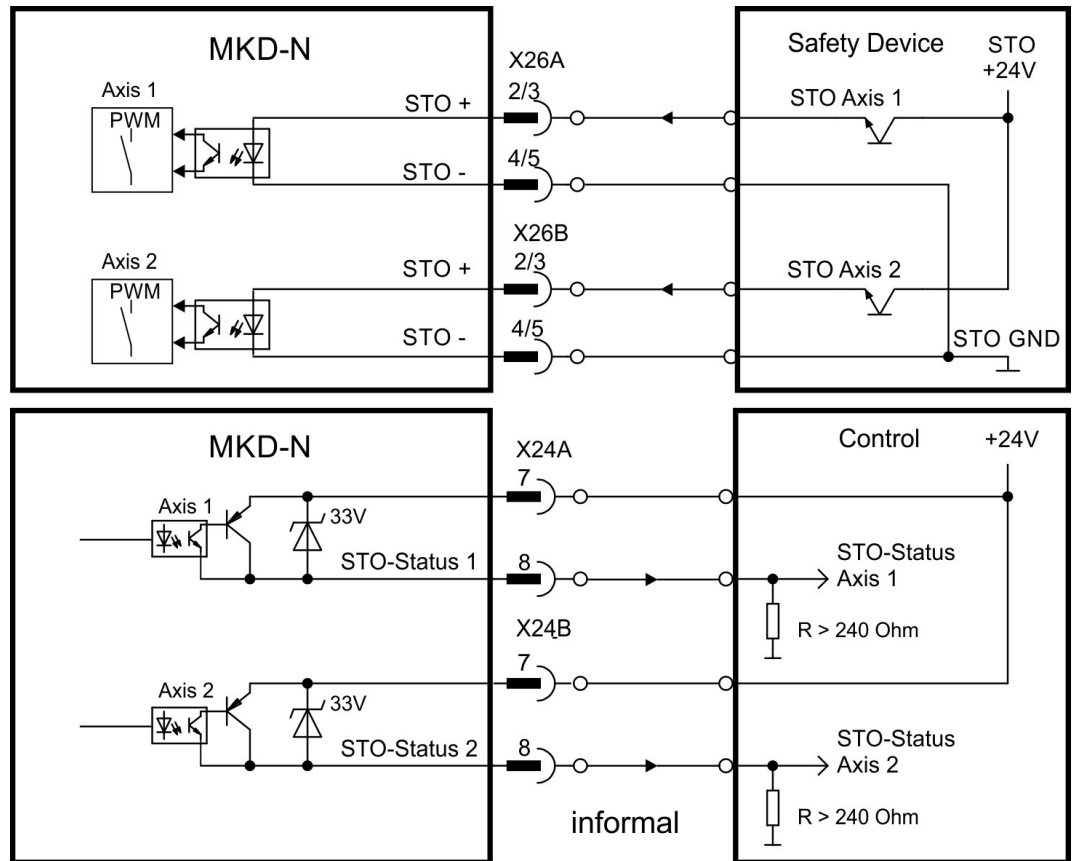 MKD-N
Safety Device
STO
+24V
X26A
Axis 1
PWM
STO +
2/3
STO Axis 1
STO -
4/5
X26B
Axis 2
PWM
STO +
2/3
STO Axis 2
STO -
4/5
STO GND
MKD-N
Control
+24V
X24A
7
Axis 1
33V
STO-Status 1
8
STO-Status
Axis 1
R > 240 Ohm
X24B
7
Axis 2
33V
STO-Status 2
8
STO-Status
Axis 2
R > 240 Ohm
informal